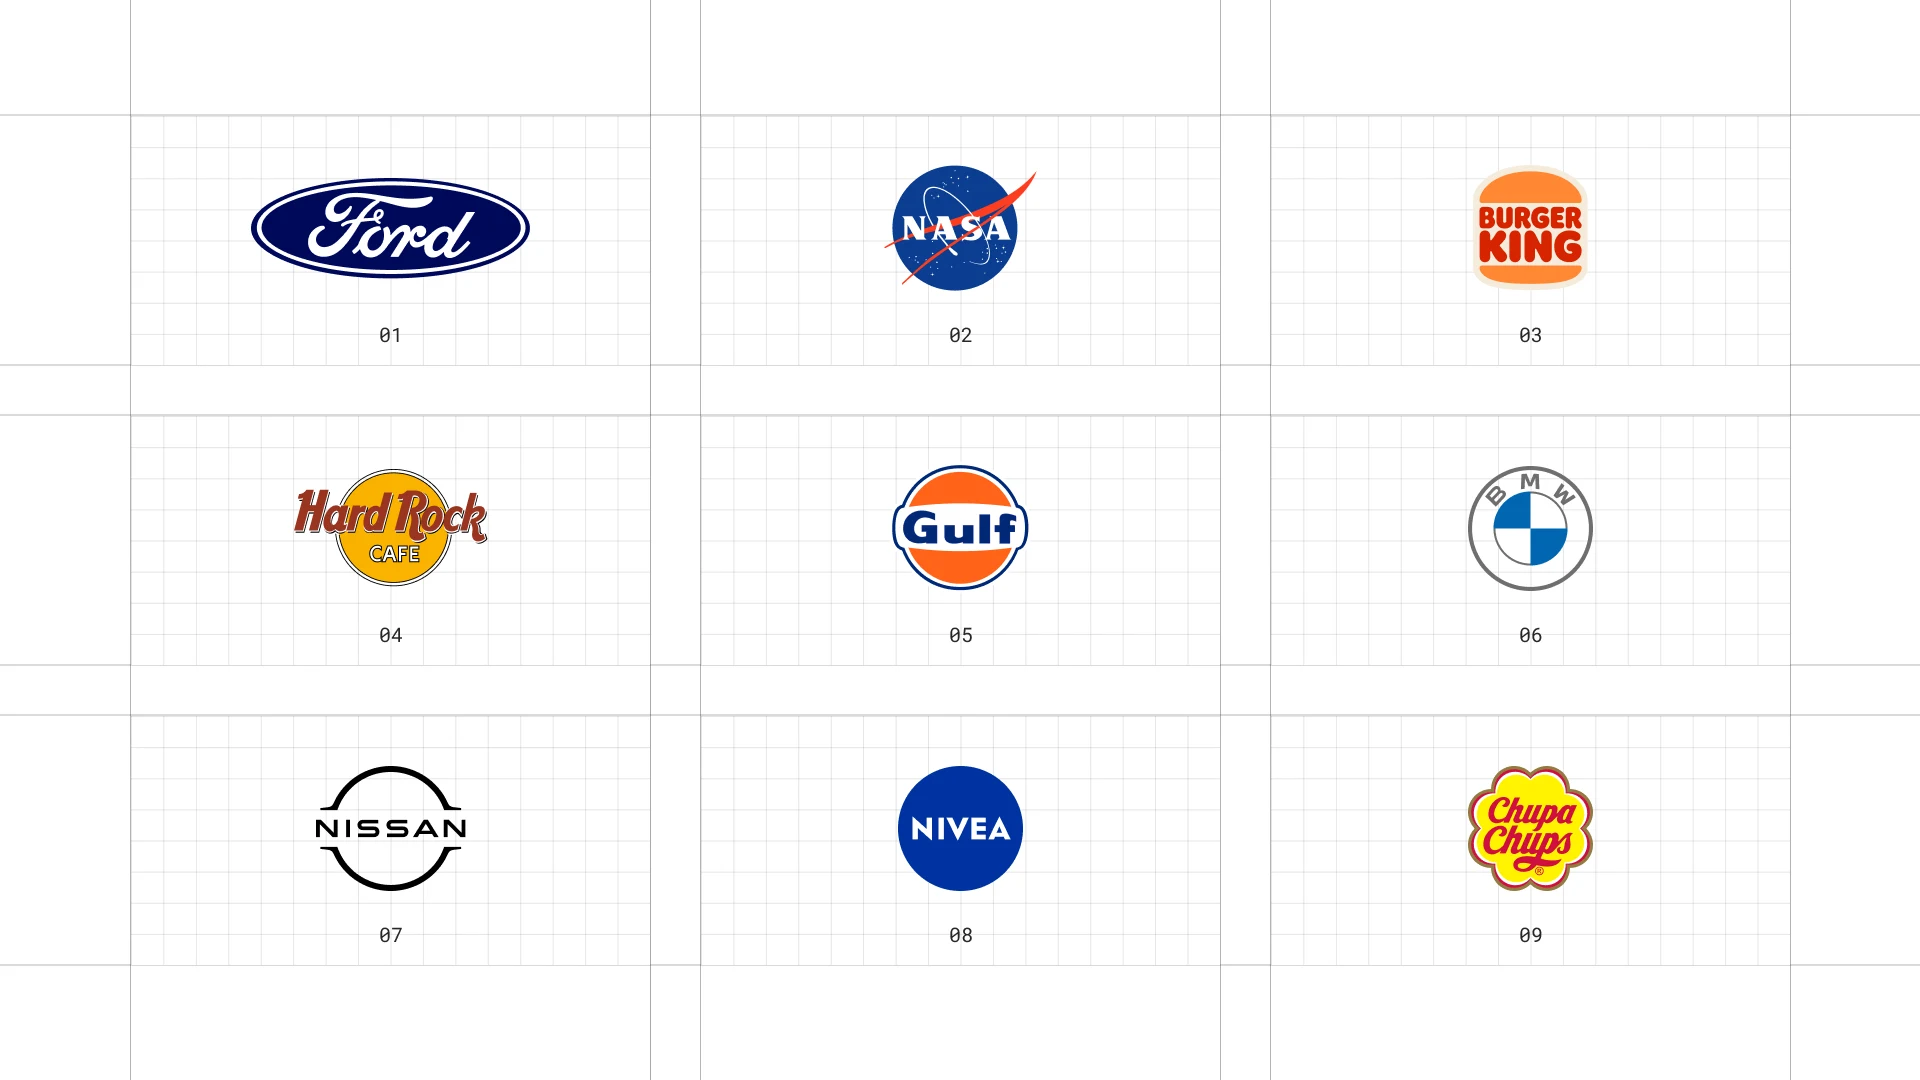 Ford
NASA
BURGER
KING
01
02
03
Hard Rock
CAFE
Gulf
B M W
04
05
06
NISSAN
NIVEA
Chupa
Chups
®
07
08
09